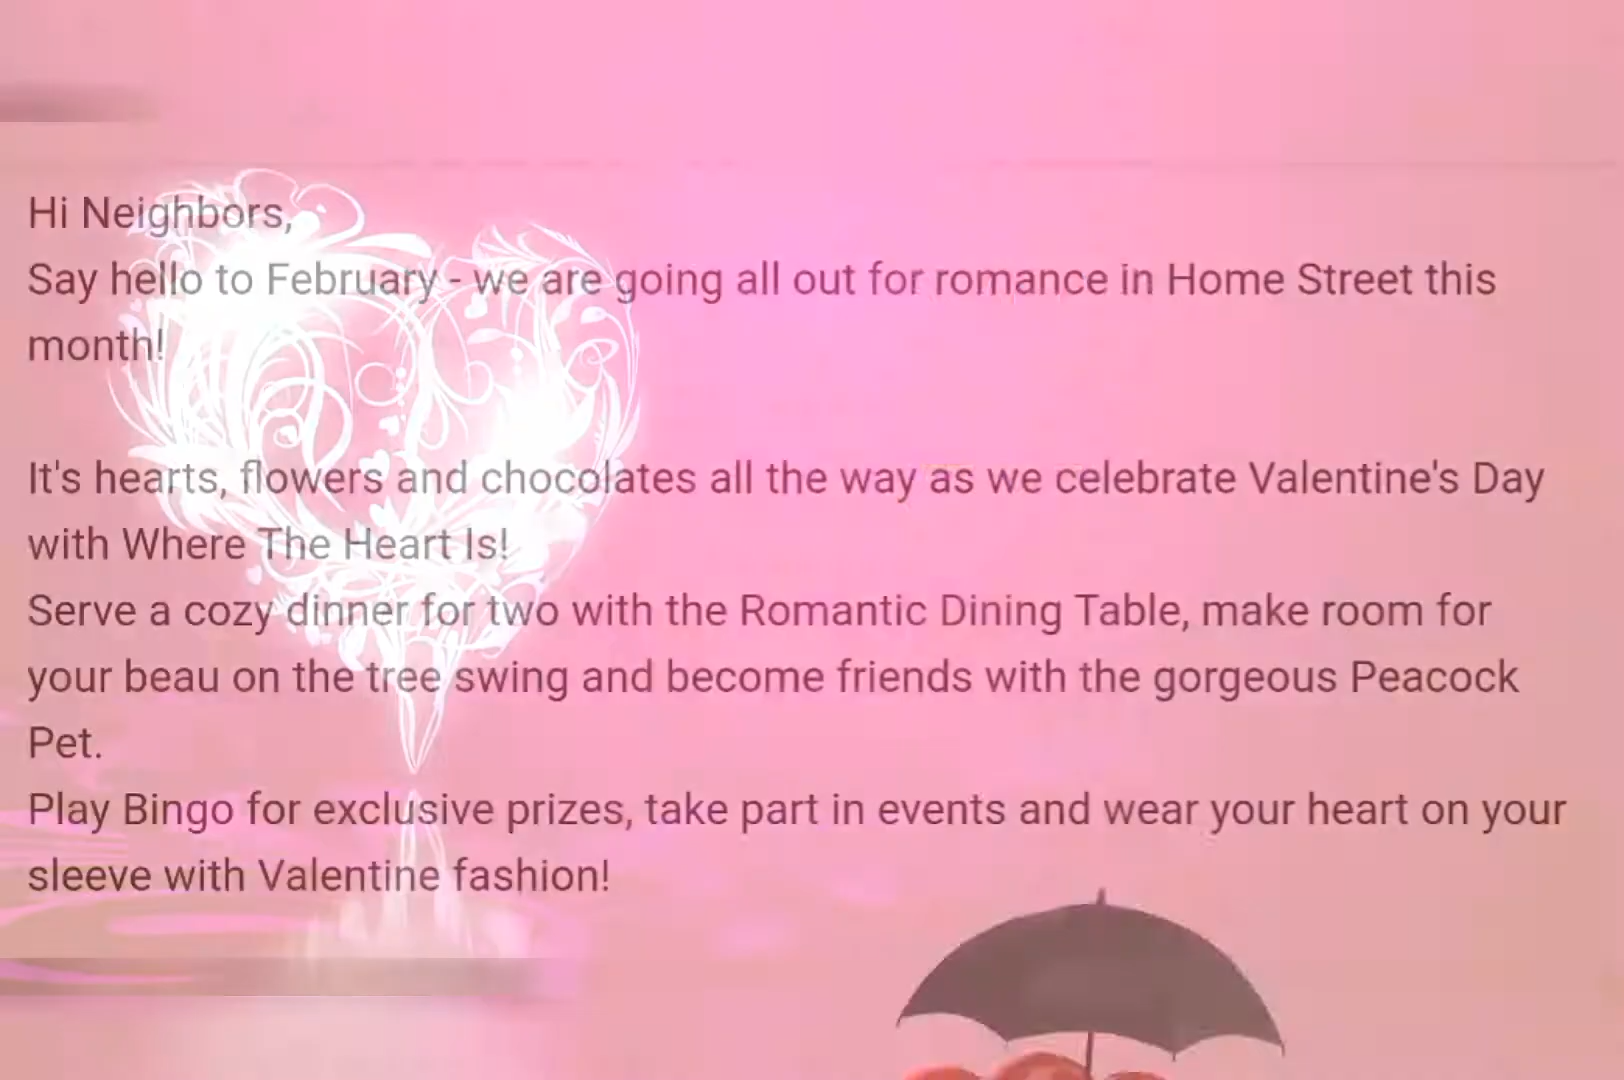 Hi Neighbors,
Say hello to February - we are going all out for romance in Home Street this
month!
It's hearts, flowers and chocolates all the way as we celebrate Valentine's Day
with Where The Heart Is!
Serve a cozy dinner for two with the Romantic Dining Table, make room for
your beau on the tree swing and become friends with the gorgeous Peacock
Pet.
Play Bingo for exclusive prizes, take part in events and wear your heart on your
sleeve with Valentine fashion!